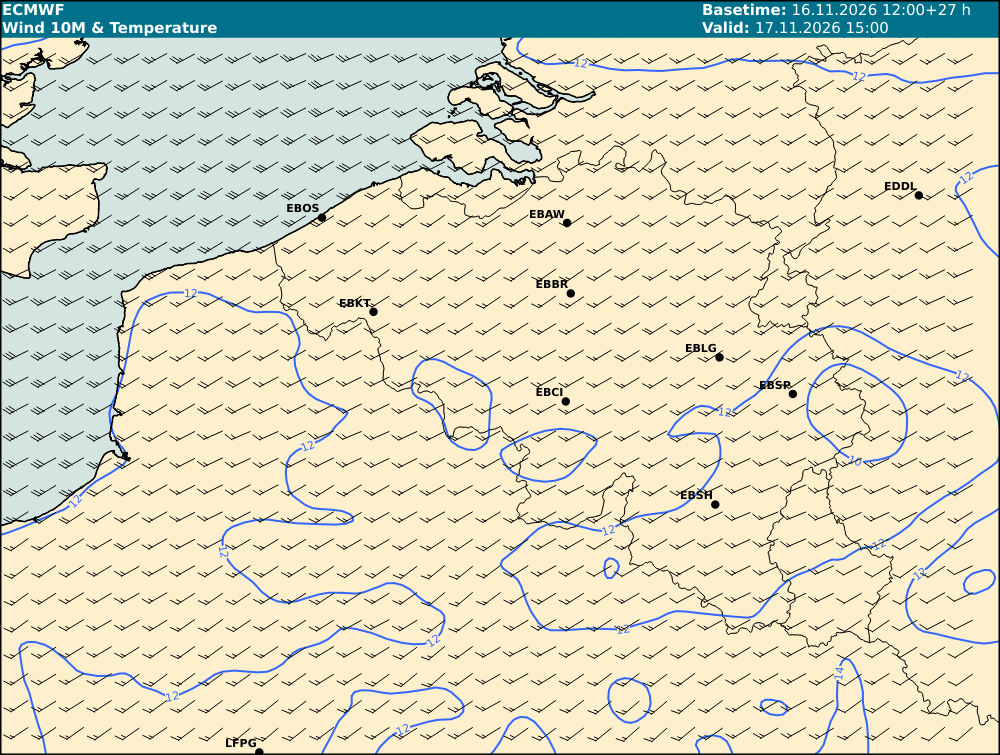 ECMWF
Basetime: 16.11.2026 12:00+27 h
Wind 10M & Temperature
Valid: 17.11.2026 15:00
12
12
12
EDDL
EBOS
EBAW
EBBR
12
EBKT
EBLG
12
EBSP
EBCI
12
12
10
12
EBSH
12
12
12
12
12
12
14
12
12
LFPG